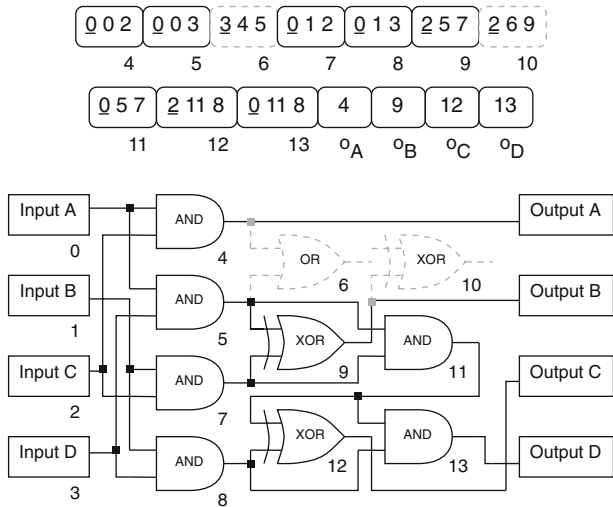 0 0 2 0 0 3 3 4 5 0 1 2 0 1 3 2 5 7 2 6 9
4 5 6 7 8 9 10
0 5 7 2 11 8 0 11 8 4 9 12 13
11 12 13 oA oB oC oD
Input A AND Output A
0 4
OR XOR
6 10
Input B AND Output B
1 5
XOR AND
9 11
Input C AND Output C
2 7
Input D AND XOR AND Output D
3 8 12 13